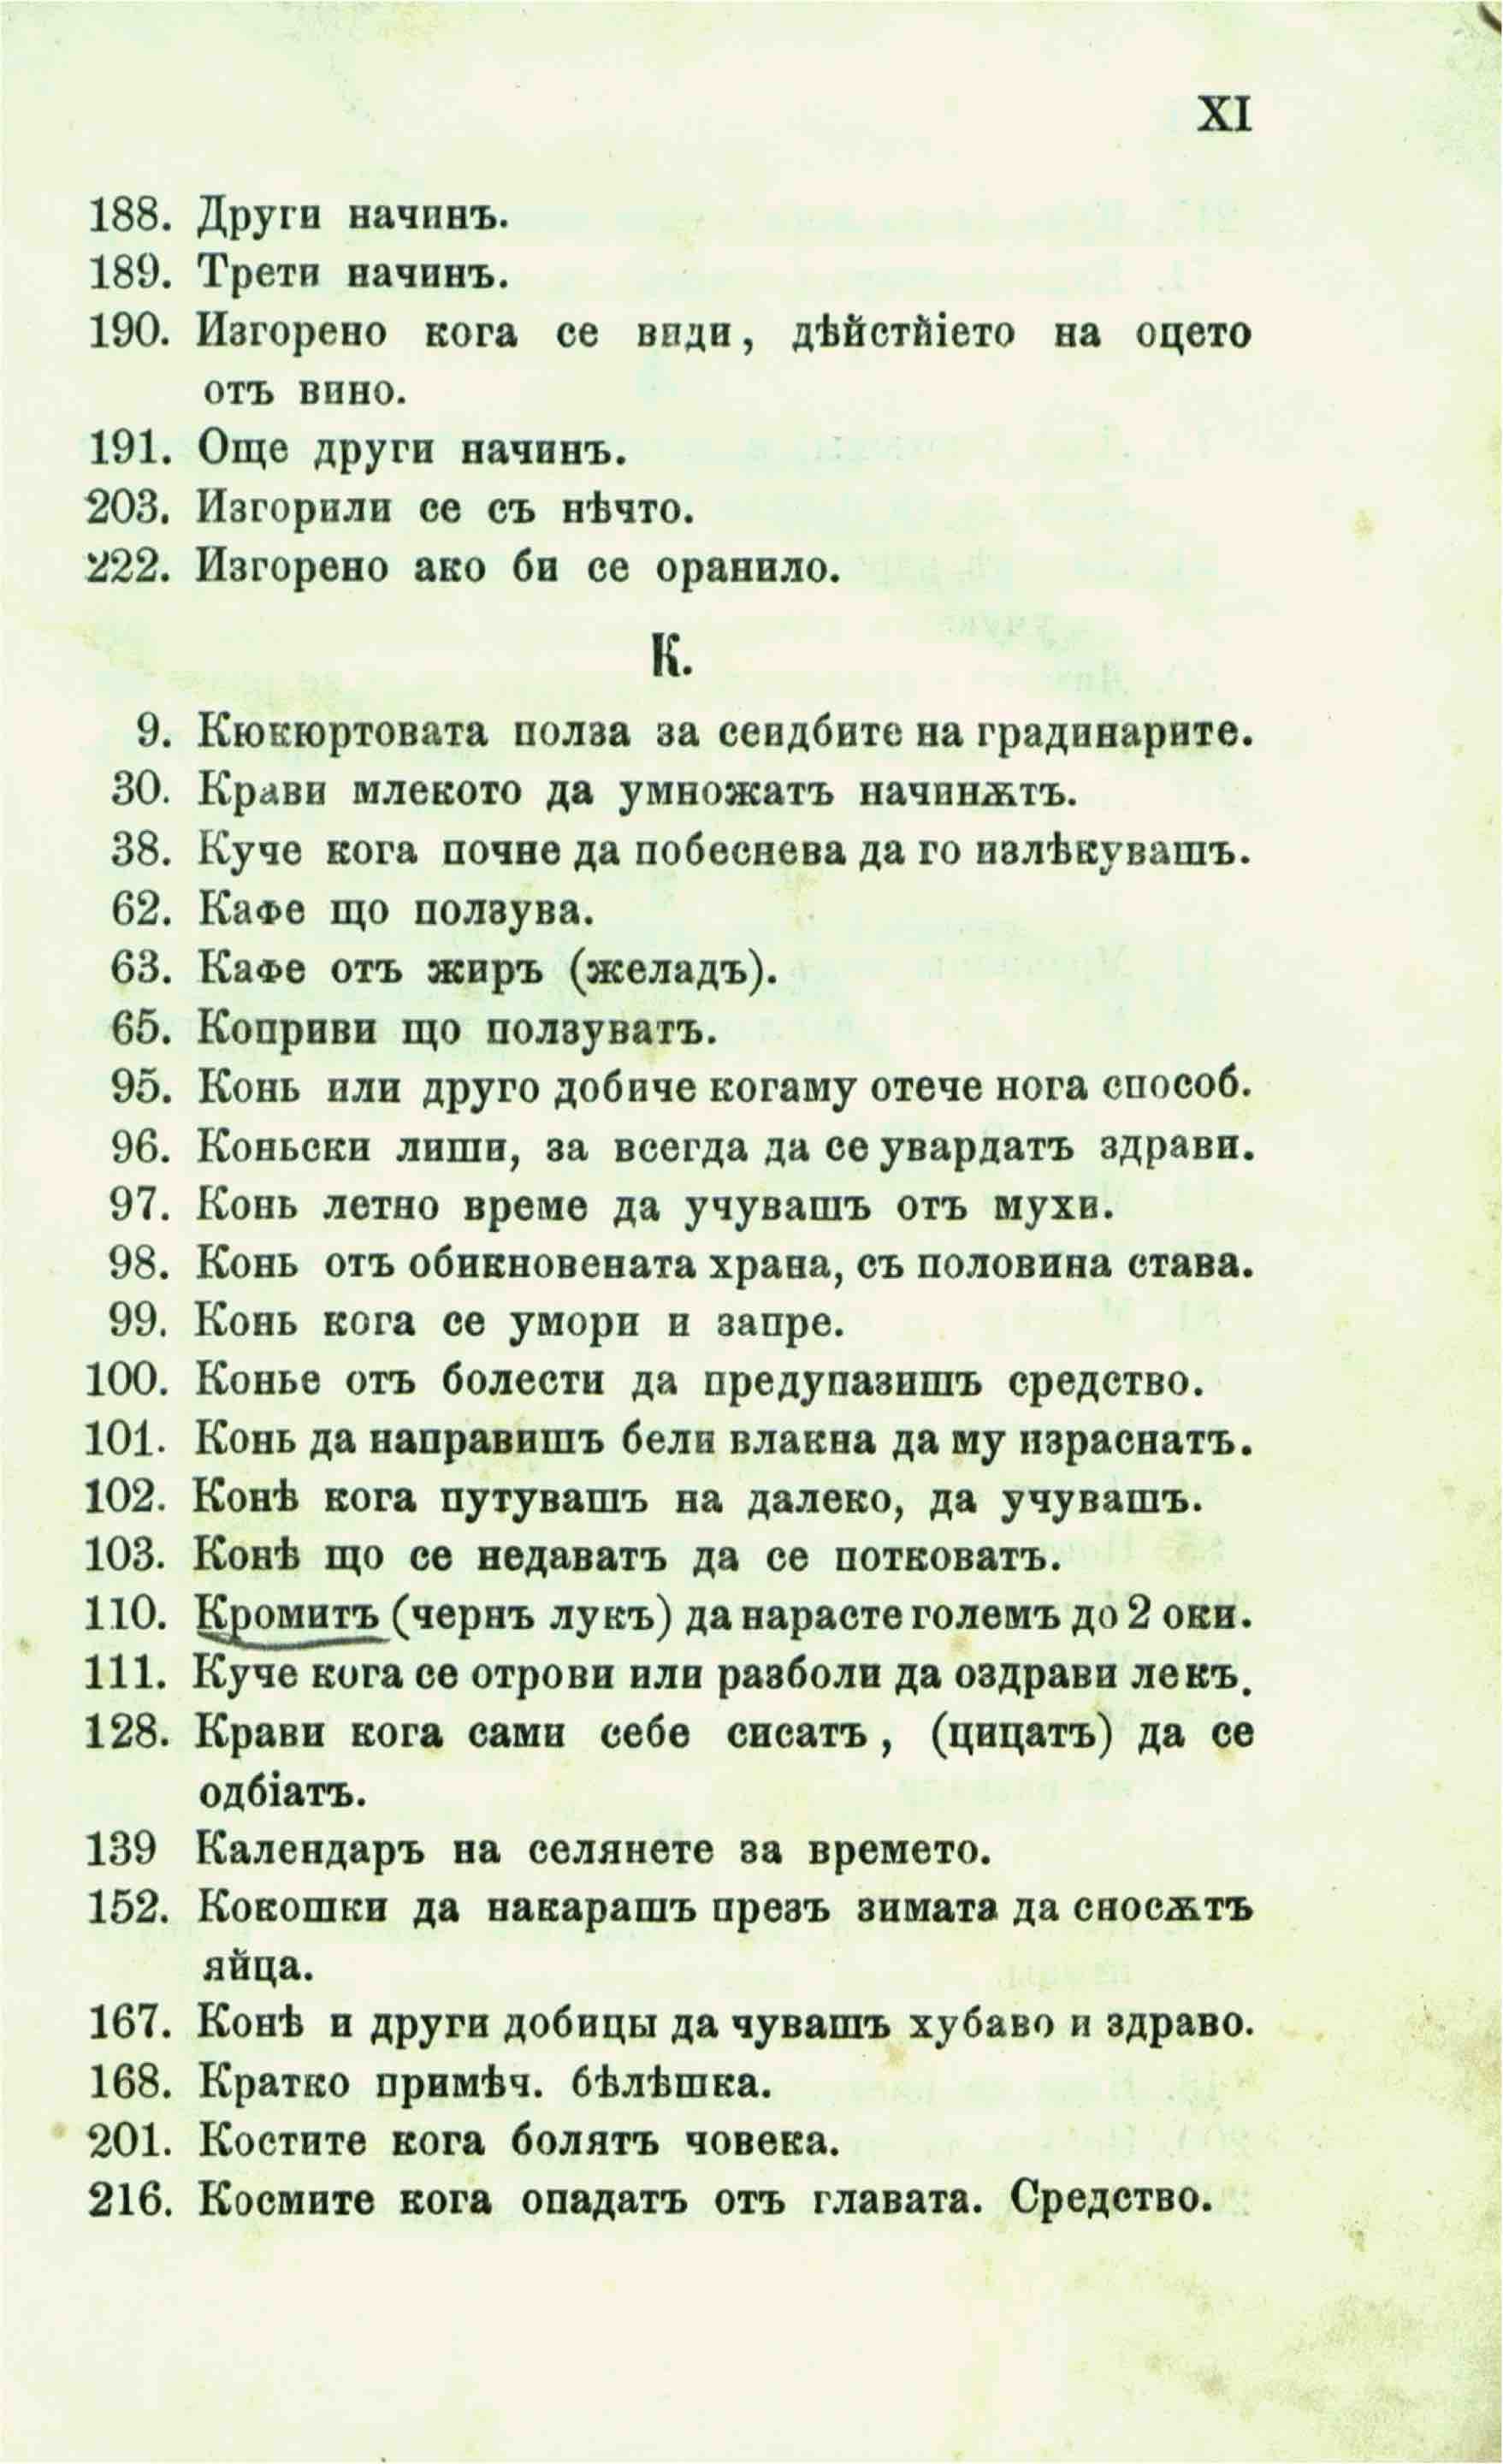 XI
188. Други начинъ.
189. Трети начинъ.
190. Изгорено кога се види, дѣйстйіето на оцето
отъ вино.
191. Още други начинъ.
203. Изгорили се съ нѣчто.
222. Изгорено ако би се оранило.
К.
9. Кюкюртовата полза за сеидбите на градинарите.
30. Крави млекото да умножатъ начинѫтъ.
38. Куче кога почне да побеснева да го излѣкувашъ.
62. Кафе що ползува.
63. Кафе отъ жиръ (желадъ).
65. Коприви що ползуватъ.
95. Конь или друго добиче когаму отече нога способ.
96. Коньски лиши, за всегда да се увардатъ здрави.
97. Конь летно време да учувашъ отъ мухи.
98. Конь отъ обикновената храна, съ половина става.
99. Конь кога се умори и запре.
100. Конье отъ болести да предупазишъ средство.
101. Конь да направишъ бели влакна да му израснатъ.
102. Конѣ кога путувашъ на далеко, да учувашъ.
103. Конѣ що се недаватъ да се потковатъ.
110. Кромитъ (чернъ лукъ) да нарасте големъ до 2 оки.
111. Куче кога се отрови или разболи да оздрави лекъ.
128. Крави кога сами себе сисатъ, (цицатъ) да се
одбіатъ.
139 Календаръ на селянете за времето.
152. Кокошки да накарашъ презъ зимата да сносѫтъ
яйца.
167. Конѣ и други добицы да чувашъ хубаво и здраво.
168. Кратко примѣч. бѣлѣшка.
201. Костите кога болятъ човека.
216. Космите кога опадатъ отъ главата. Средство.